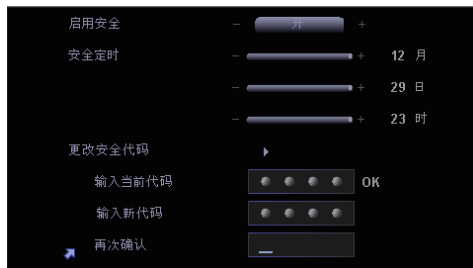 启用安全 - 开 +
安全定时 - + 12 月
- + 29 日
- + 23 时
更改安全代码
输入当前代码 OK
输入新代码
再次确认